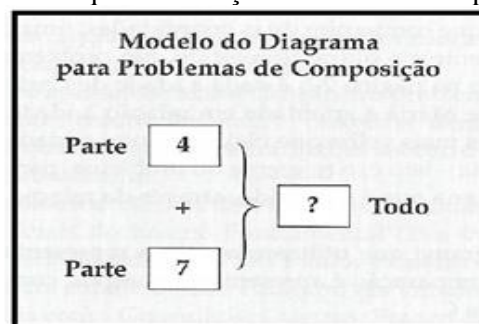 Modelo do Diagrama
para Problemas de Composição
Parte 4
+ ? Todo
Parte 7